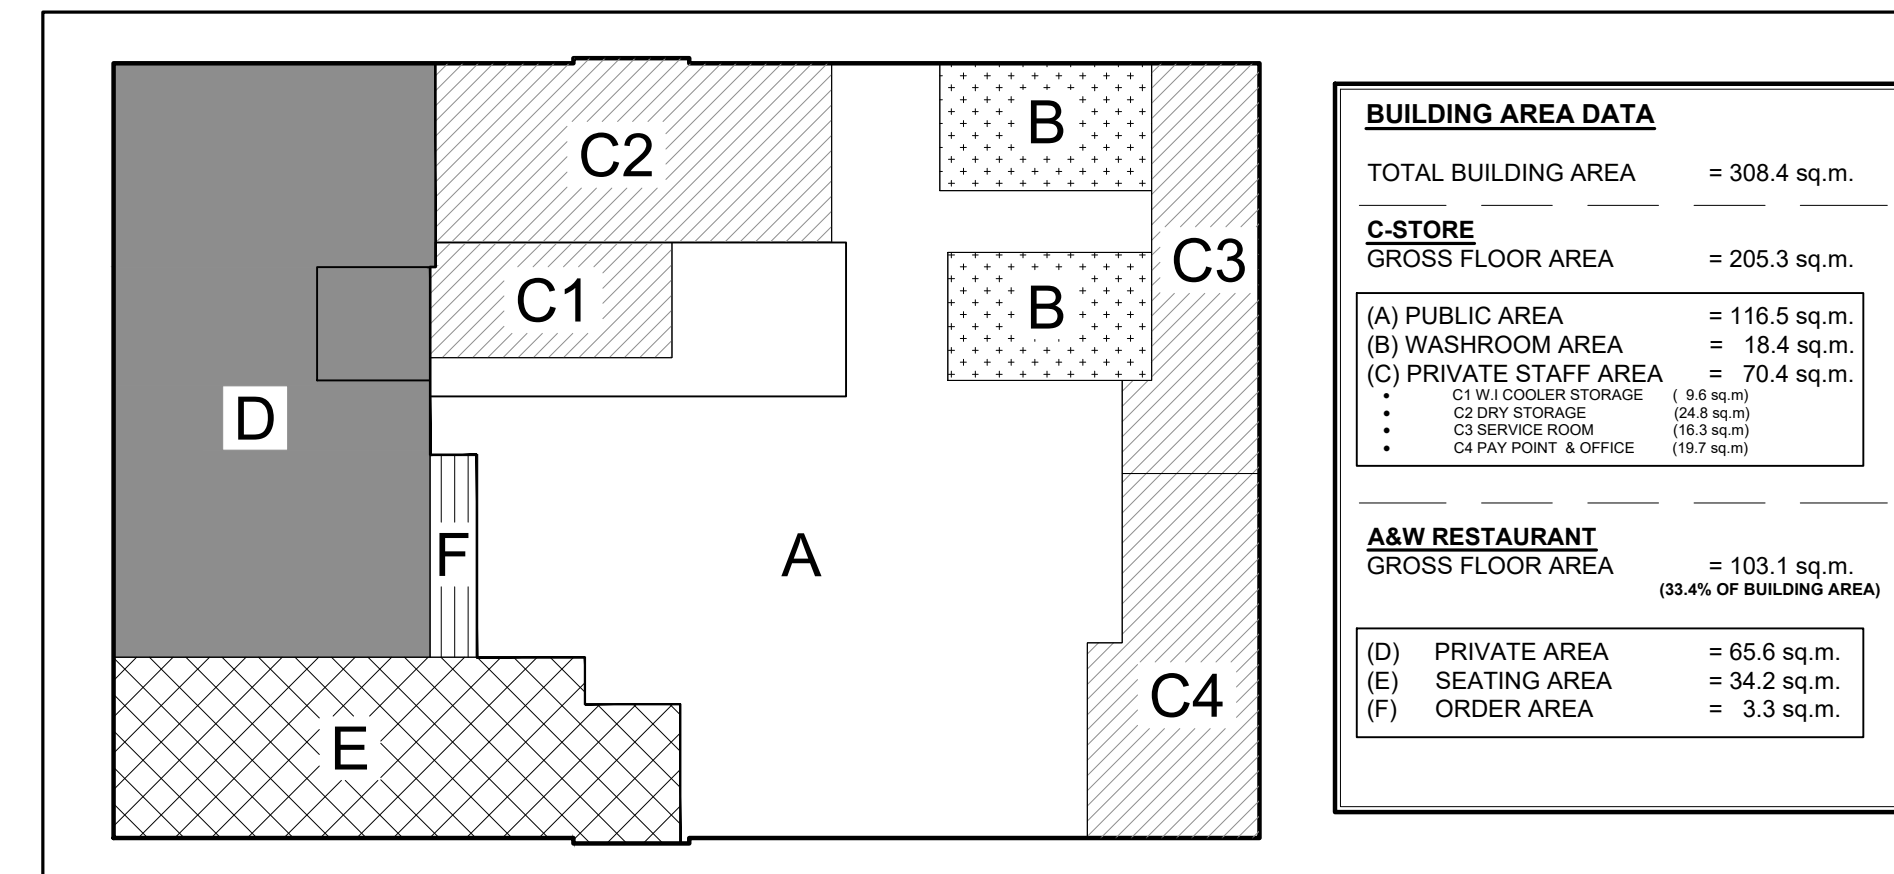 C2
B
C3
C1
B
D
F
A
C4
E
BUILDING AREA DATA
TOTAL BUILDING AREA = 308.4 sq.m.
C-STORE
GROSS FLOOR AREA = 205.3 sq.m.
(A) PUBLIC AREA = 116.5 sq.m.
(B) WASHROOM AREA = 18.4 sq.m.
(C) PRIVATE STAFF AREA = 70.4 sq.m.
• C1 W.I COOLER STORAGE ( 9.6 sq.m)
• C2 DRY STORAGE (24.8 sq.m)
• C3 SERVICE ROOM (16.3 sq.m)
• C4 PAY POINT & OFFICE (19.7 sq.m)
A&W RESTAURANT
GROSS FLOOR AREA = 103.1 sq.m.
(33.4% OF BUILDING AREA)
(D) PRIVATE AREA = 65.6 sq.m.
(E) SEATING AREA = 34.2 sq.m.
(F) ORDER AREA = 3.3 sq.m.